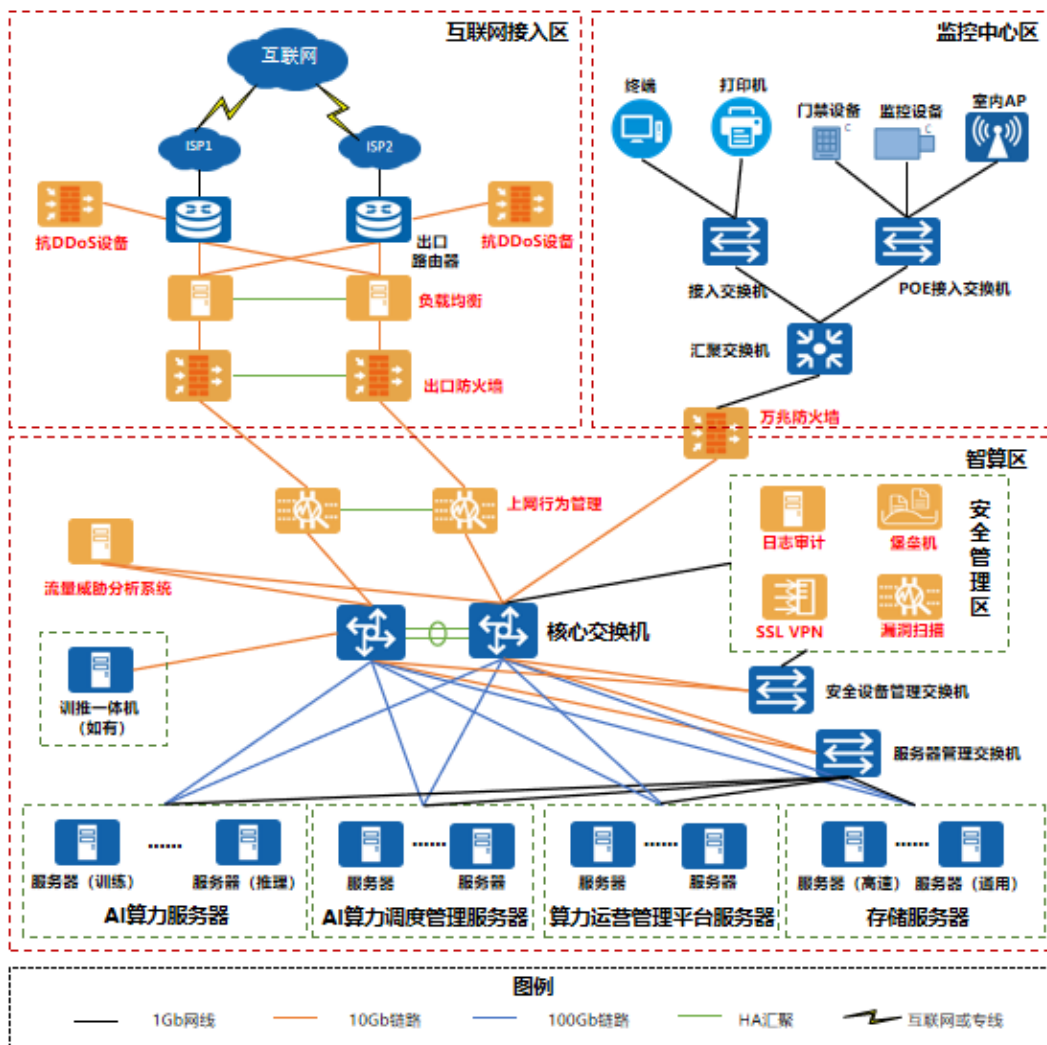 互联网接入区
互联网
ISP1
ISP2
抗DDoS设备
抗DDoS设备
出口
路由器
负载均衡
出口防火墙
监控中心区
终端
打印机
门禁设备
C
监控设备
C
室内AP
接入交换机
POE接入交换机
汇聚交换机
万兆防火墙
智算区
上网行为管理
流量威胁分析系统
日志审计
堡垒机
SSL VPN
漏洞扫描
安全管理区
核心交换机
训推一体机
（如有）
安全设备管理交换机
服务器管理交换机
······
服务器（训练）
服务器（推理）
AI算力服务器
······
服务器
服务器
AI算力调度管理服务器
······
服务器
服务器
算力运营管理平台服务器
······
服务器（高速）
服务器（通用）
存储服务器
图例
1Gb网线
10Gb链路
100Gb链路
HA汇聚
互联网或专线